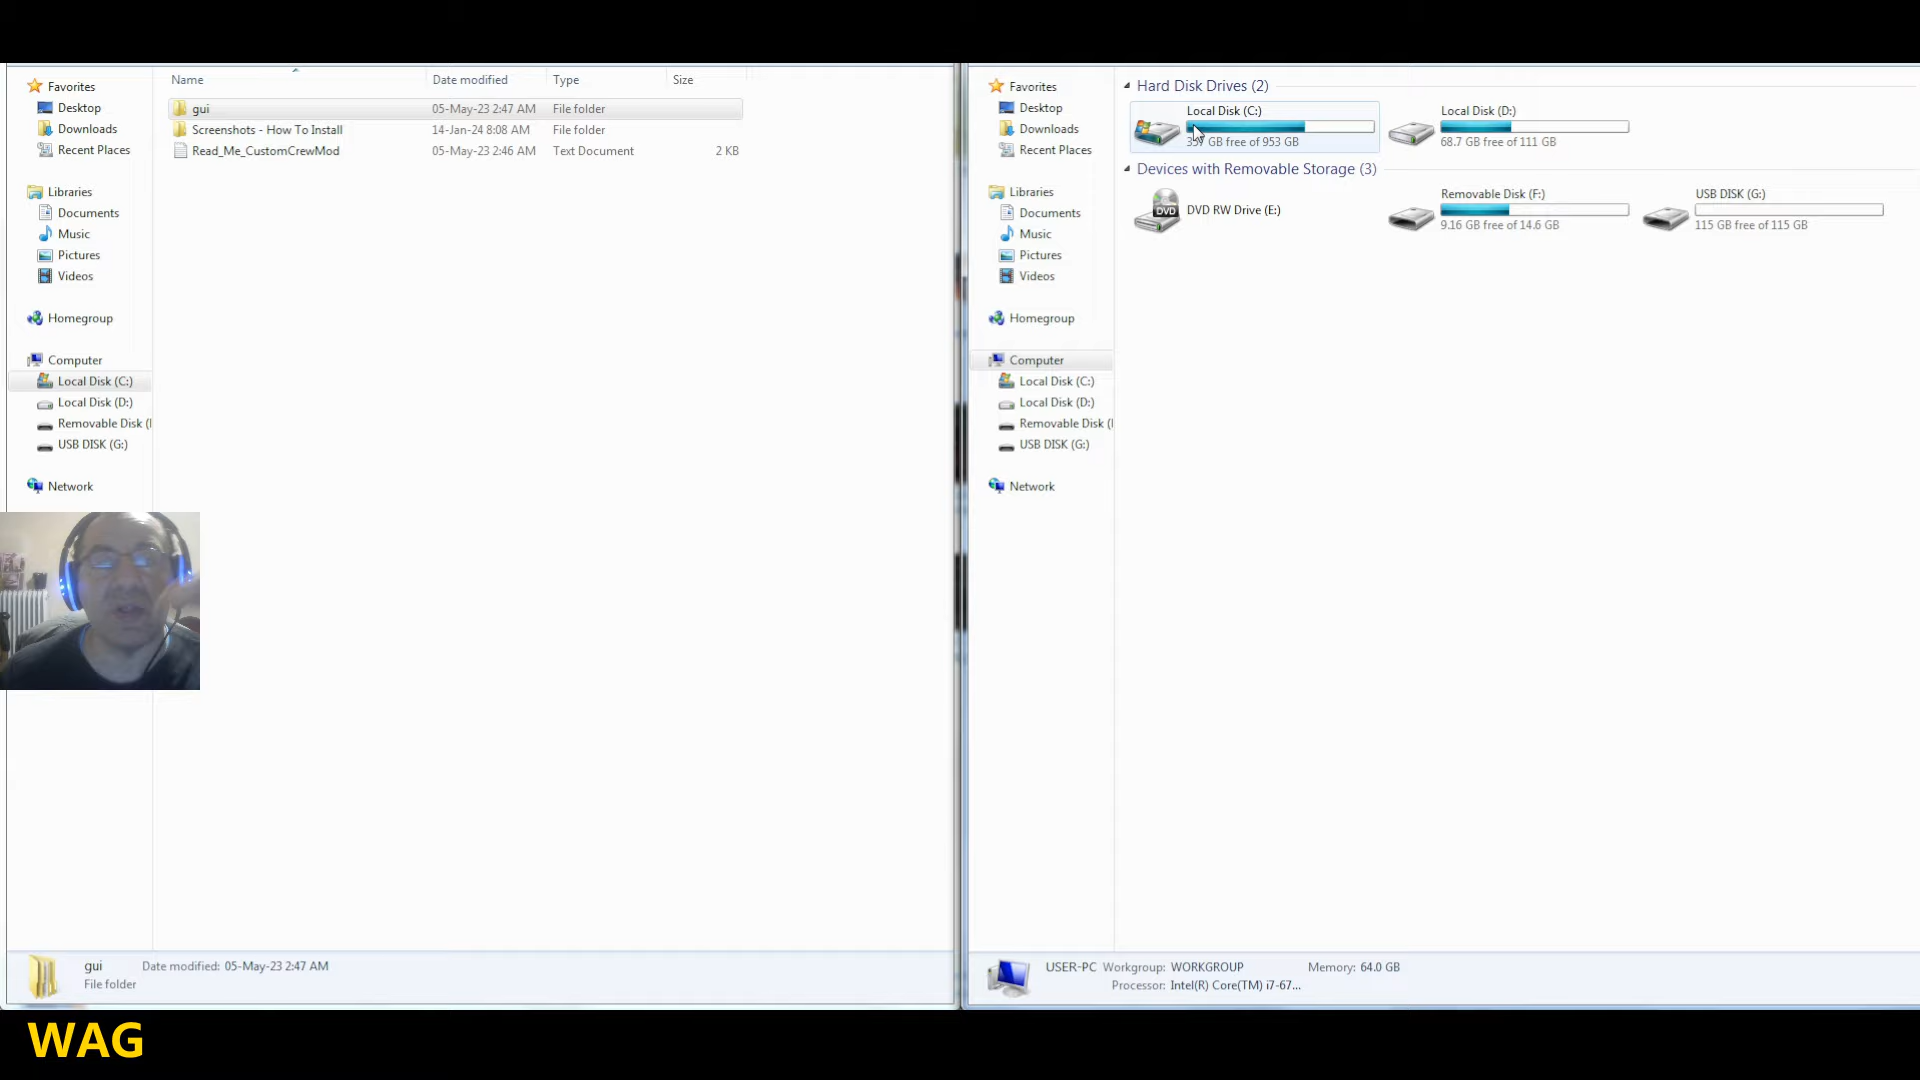 Name Date modified Type Size
Favorites
Desktop
Downloads
Recent Places
Libraries
Documents
Music
Pictures
Videos
Homegroup
Computer
Local Disk (C:)
Local Disk (D:)
Removable Disk (
USB DISK (G:)
Network
gui 05-May-23 2:47 AM File folder
Screenshots - How To Install 14-Jan-24 8:08 AM File folder
Read_Me_CustomCrewMod 05-May-23 2:46 AM Text Document 2 KB
gui Date modified: 05-May-23 2:47 AM
File folder
Favorites
Desktop
Downloads
Recent Places
Libraries
Documents
Music
Pictures
Videos
Homegroup
Computer
Local Disk (C:)
Local Disk (D:)
Removable Disk (
USB DISK (G:)
Network
Hard Disk Drives (2)
Local Disk (C:)
GB free of 953 GB
Local Disk (D:)
68.7 GB free of 111 GB
Devices with Removable Storage (3)
DVD
DVD RW Drive (E:)
Removable Disk (F:)
9.16 GB free of 14.6 GB
USB DISK (G:)
115 GB free of 115 GB
USER-PC Workgroup: WORKGROUP Memory: 64.0 GB
Processor: Intel(R) Core(TM) i7-67...
WAG